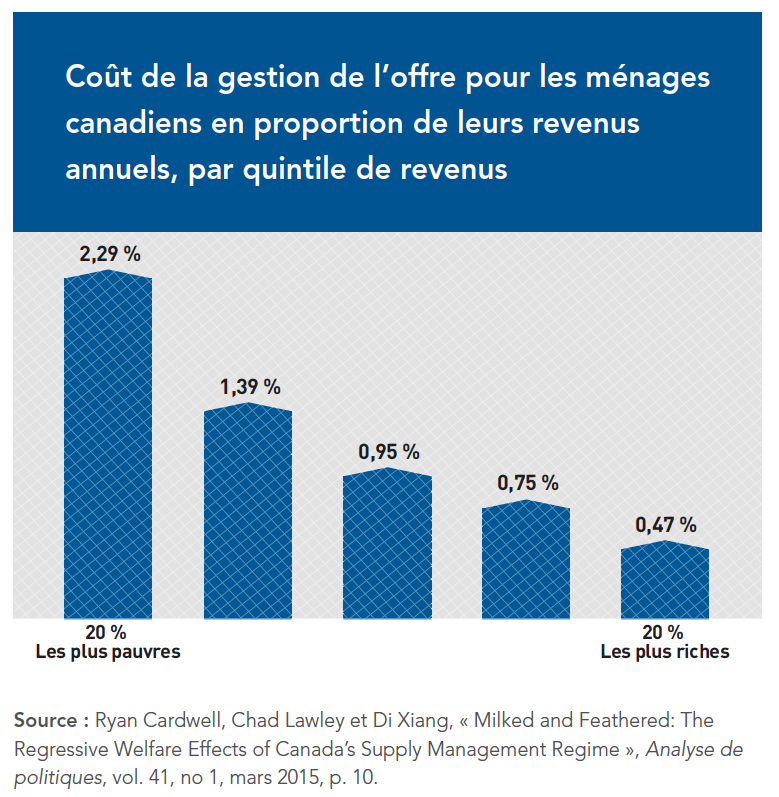 Coût de la gestion de l’offre pour les ménages
canadiens en proportion de leurs revenus
annuels, par quintile de revenus
2,29 %
1,39 %
0,95 %
0,75 %
0,47 %
20 %
Les plus pauvres
20 %
Les plus riches
Source : Ryan Cardwell, Chad Lawley et Di Xiang, « Milked and Feathered: The
Regressive Welfare Effects of Canada’s Supply Management Regime », Analyse de
politiques, vol. 41, no 1, mars 2015, p. 10.